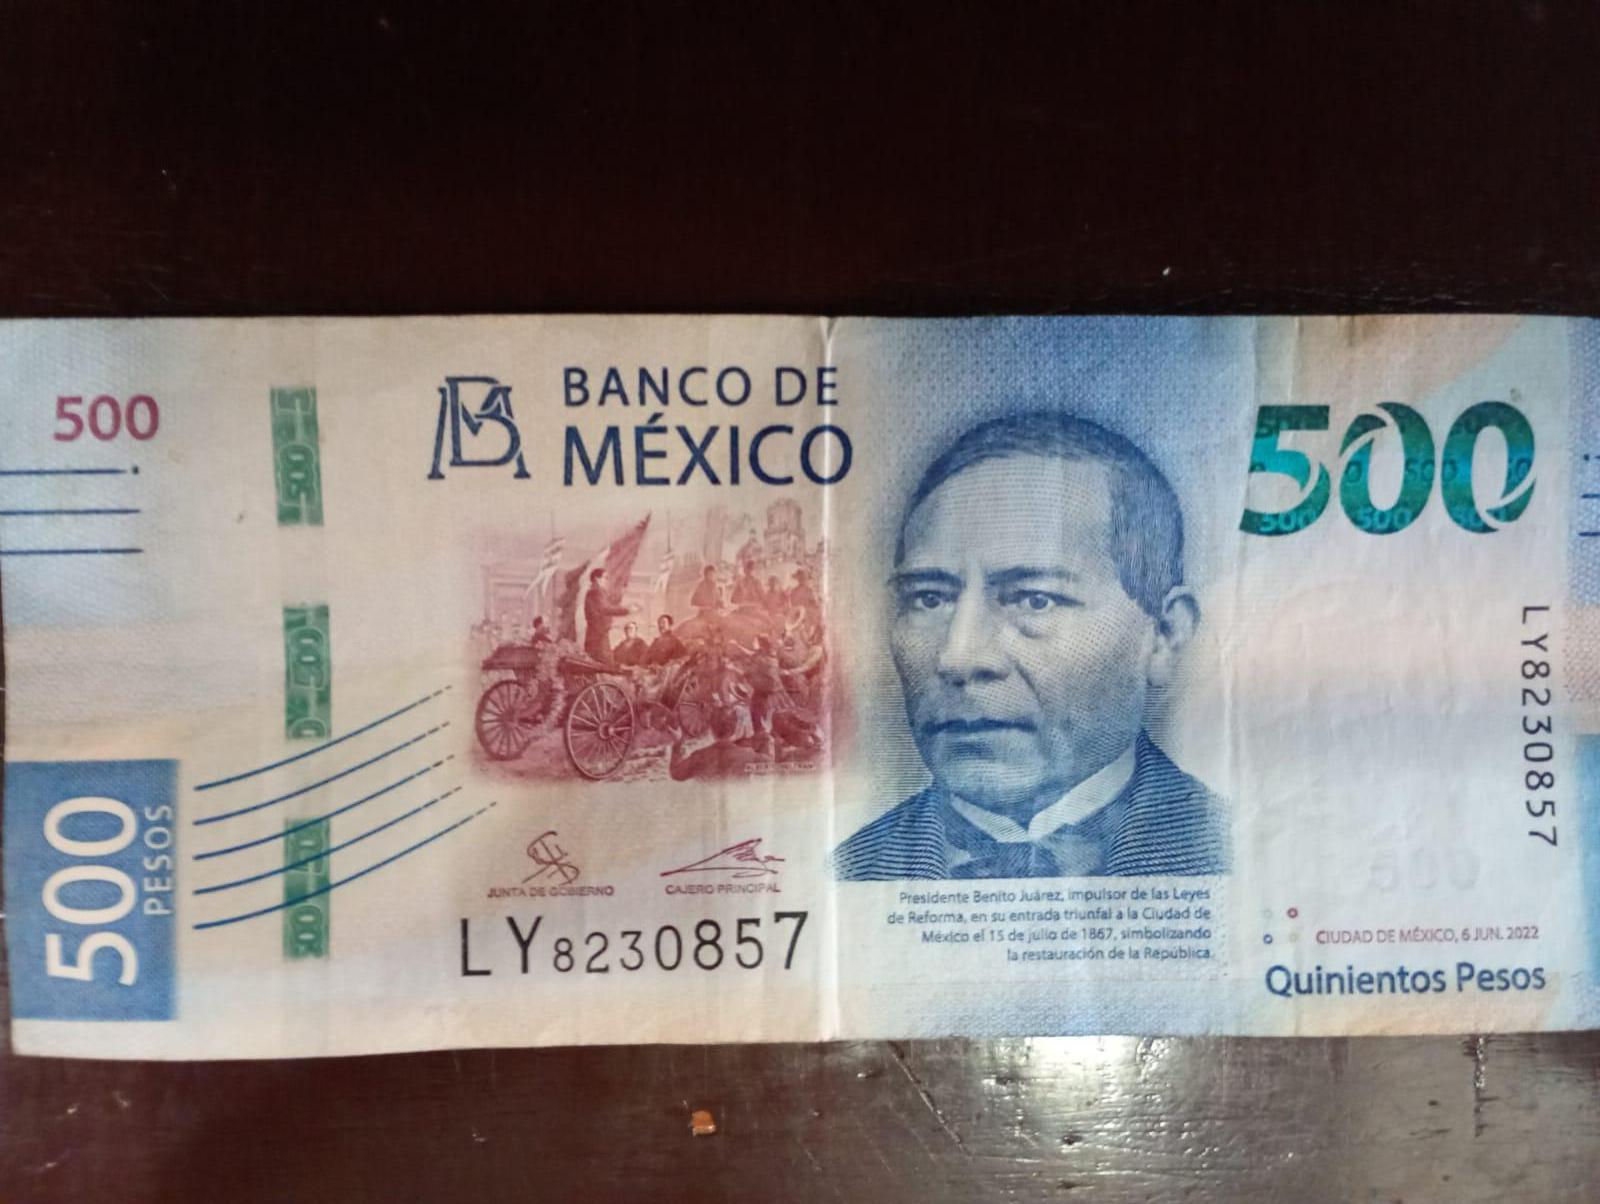 500
BM
BANCO DE
MÉXICO
500
LY8230857
500
PESOS
JUNTA DE GOBIERNO
CAJERO PRINCIPAL
LY8230857
Presidente Benito Juárez, impulsor de las Leyes
de Reforma, en su entrada triunfal a la Ciudad de
México el 15 de julio de 1867, simbolizando
la restauración de la República.
CIUDAD DE MÉXICO, 6 JUN. 2022
Quinientos Pesos